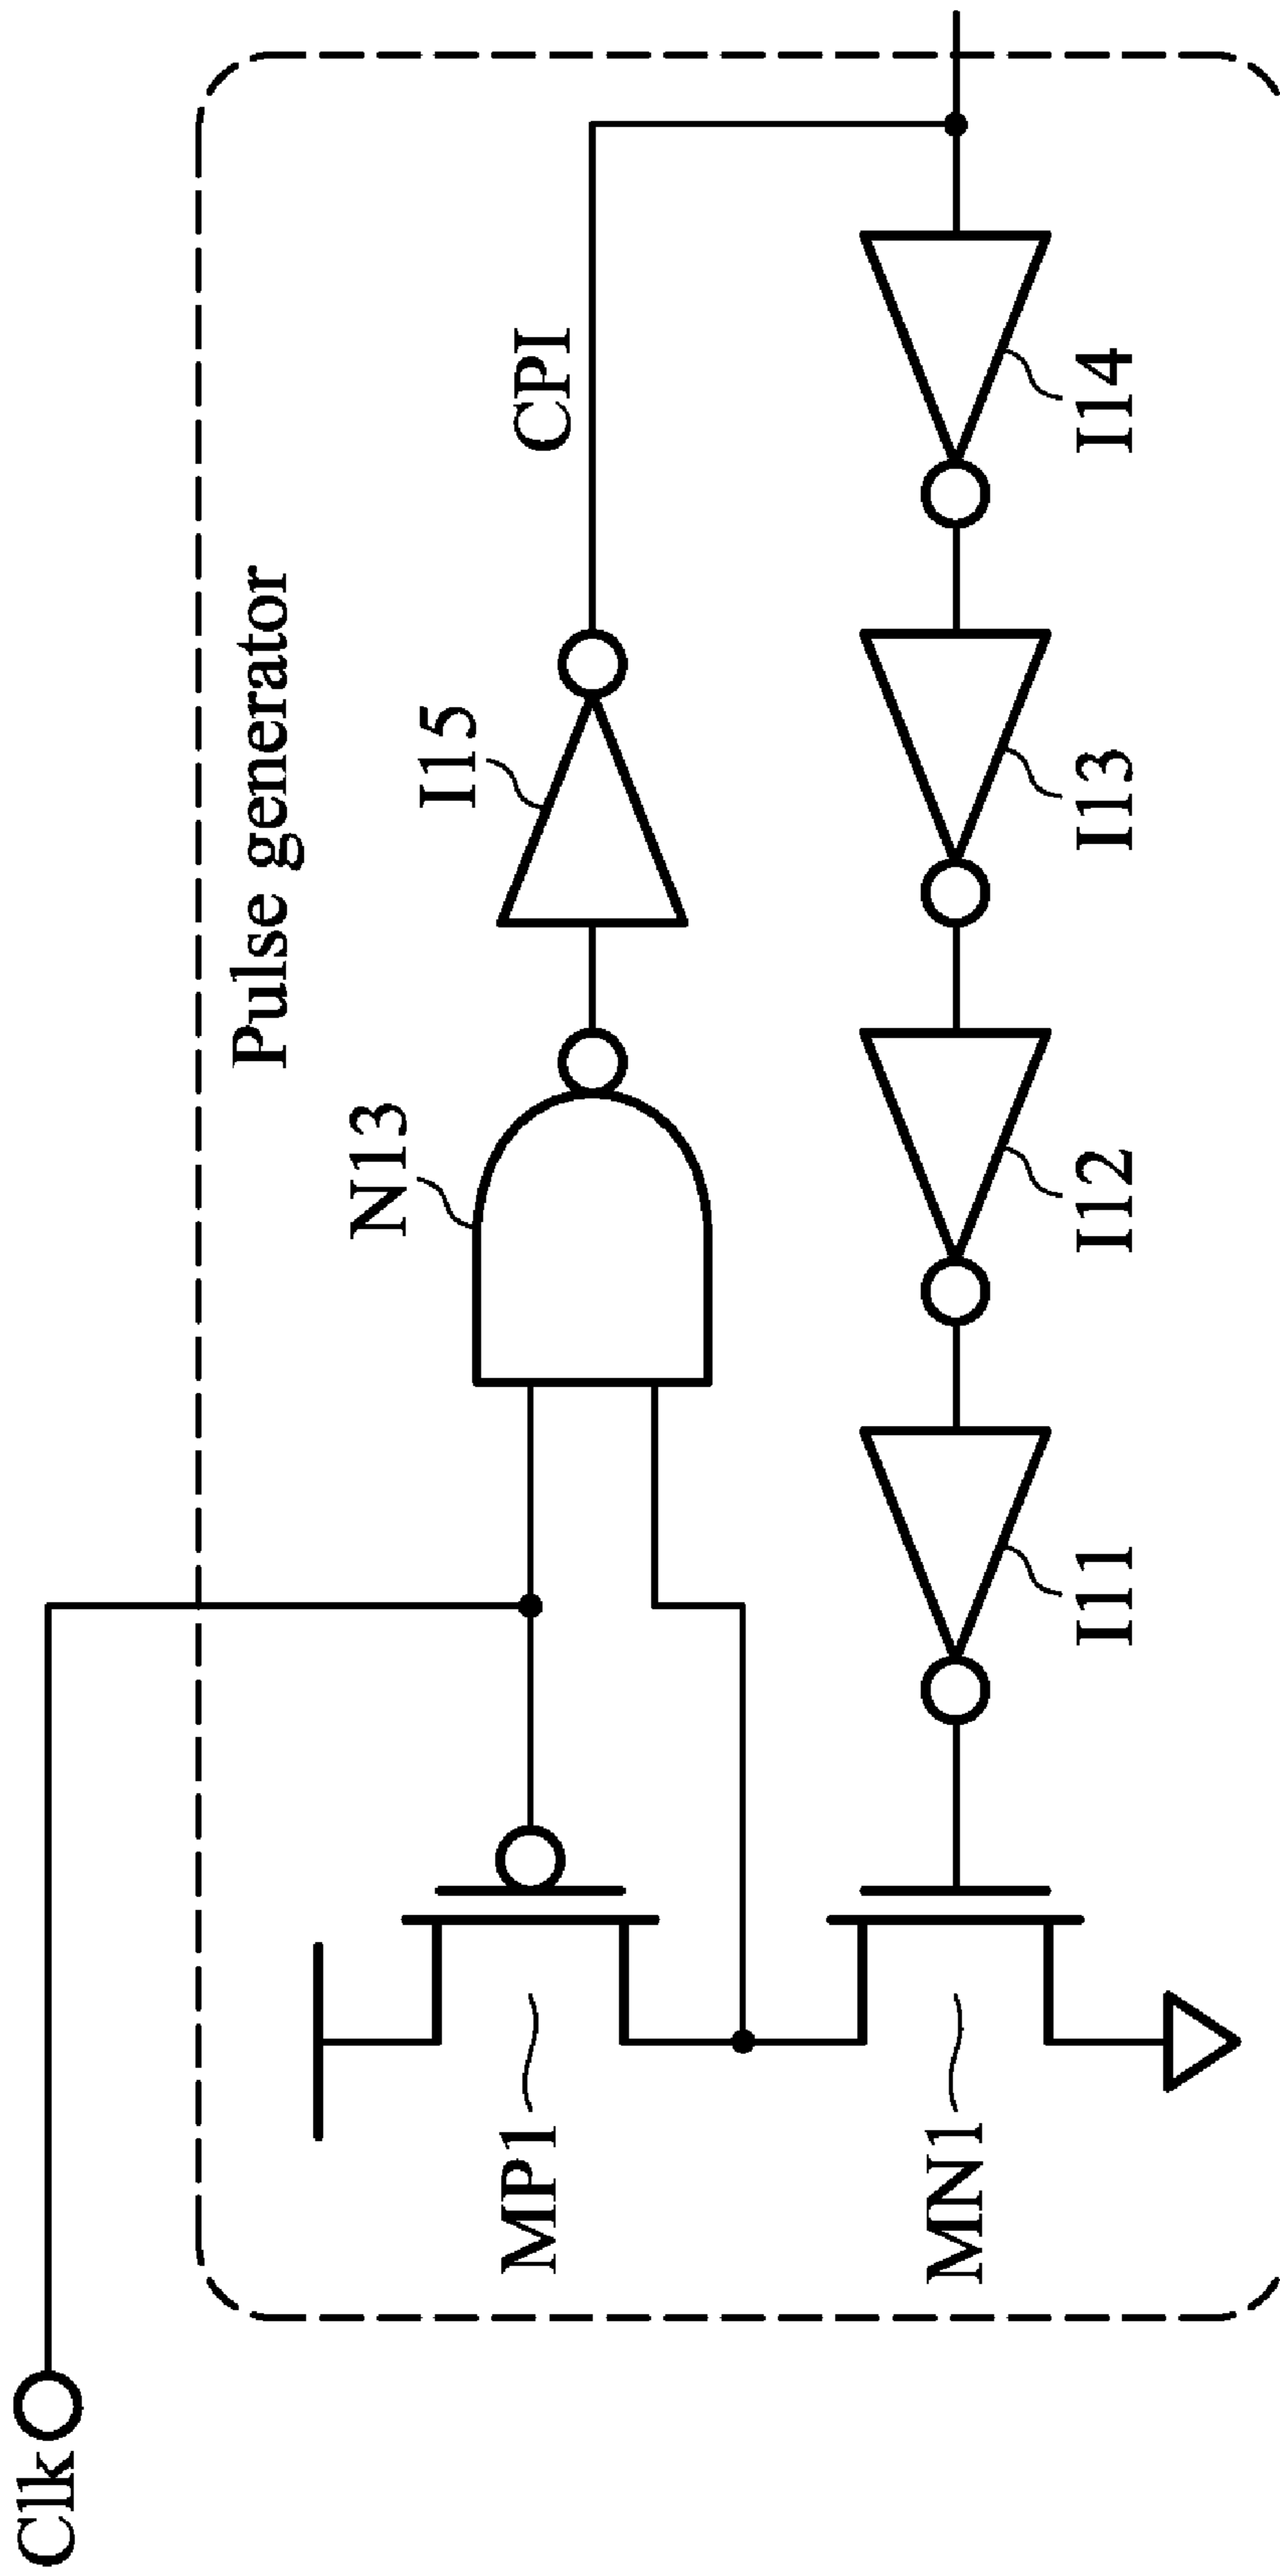 Pulse generator
Clk
N13
I15
CPI
MP1
MN1
I11
I12
I13
I14